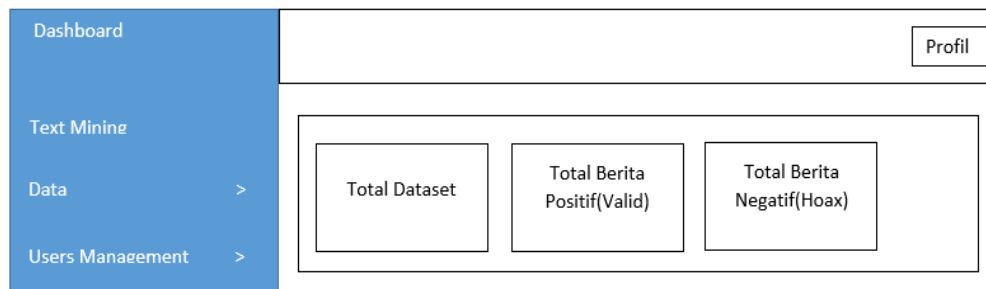 Dashboard
Profil
Text Mining
Data >
Users Management >
Total Dataset
Total Berita
Positif(Valid)
Total Berita
Negatif(Hoax)